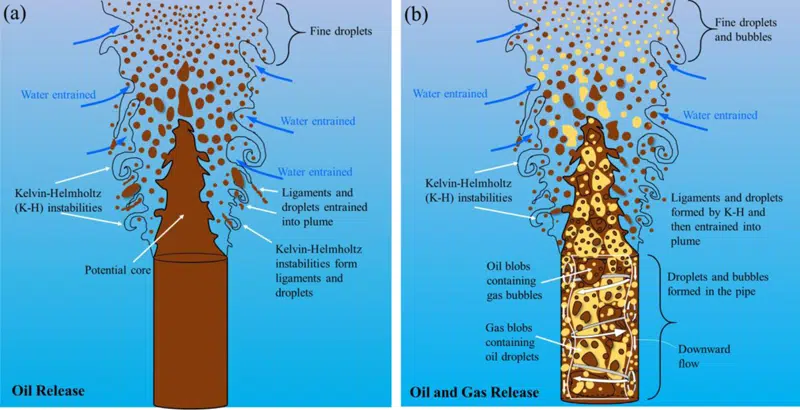 (a)
Fine droplets
Water entrained
Water entrained
Water entrained
Kelvin-Helmholtz
(K-H) instabilities
Ligaments and
droplets entrained
into plume
Potential core
Kelvin-Helmholtz
instabilities form
ligaments and
droplets
Oil Release
(b)
Fine droplets
and bubbles
Water entrained
Water entrained
Kelvin-Helmholtz
(K-H) instabilities
Ligaments and droplets
formed by K-H and
then entrained into
plume
Oil blobs
containing
gas bubbles
Droplets and bubbles
formed in the pipe
Gas blobs
containing
oil droplets
Downward
flow
Oil and Gas Release